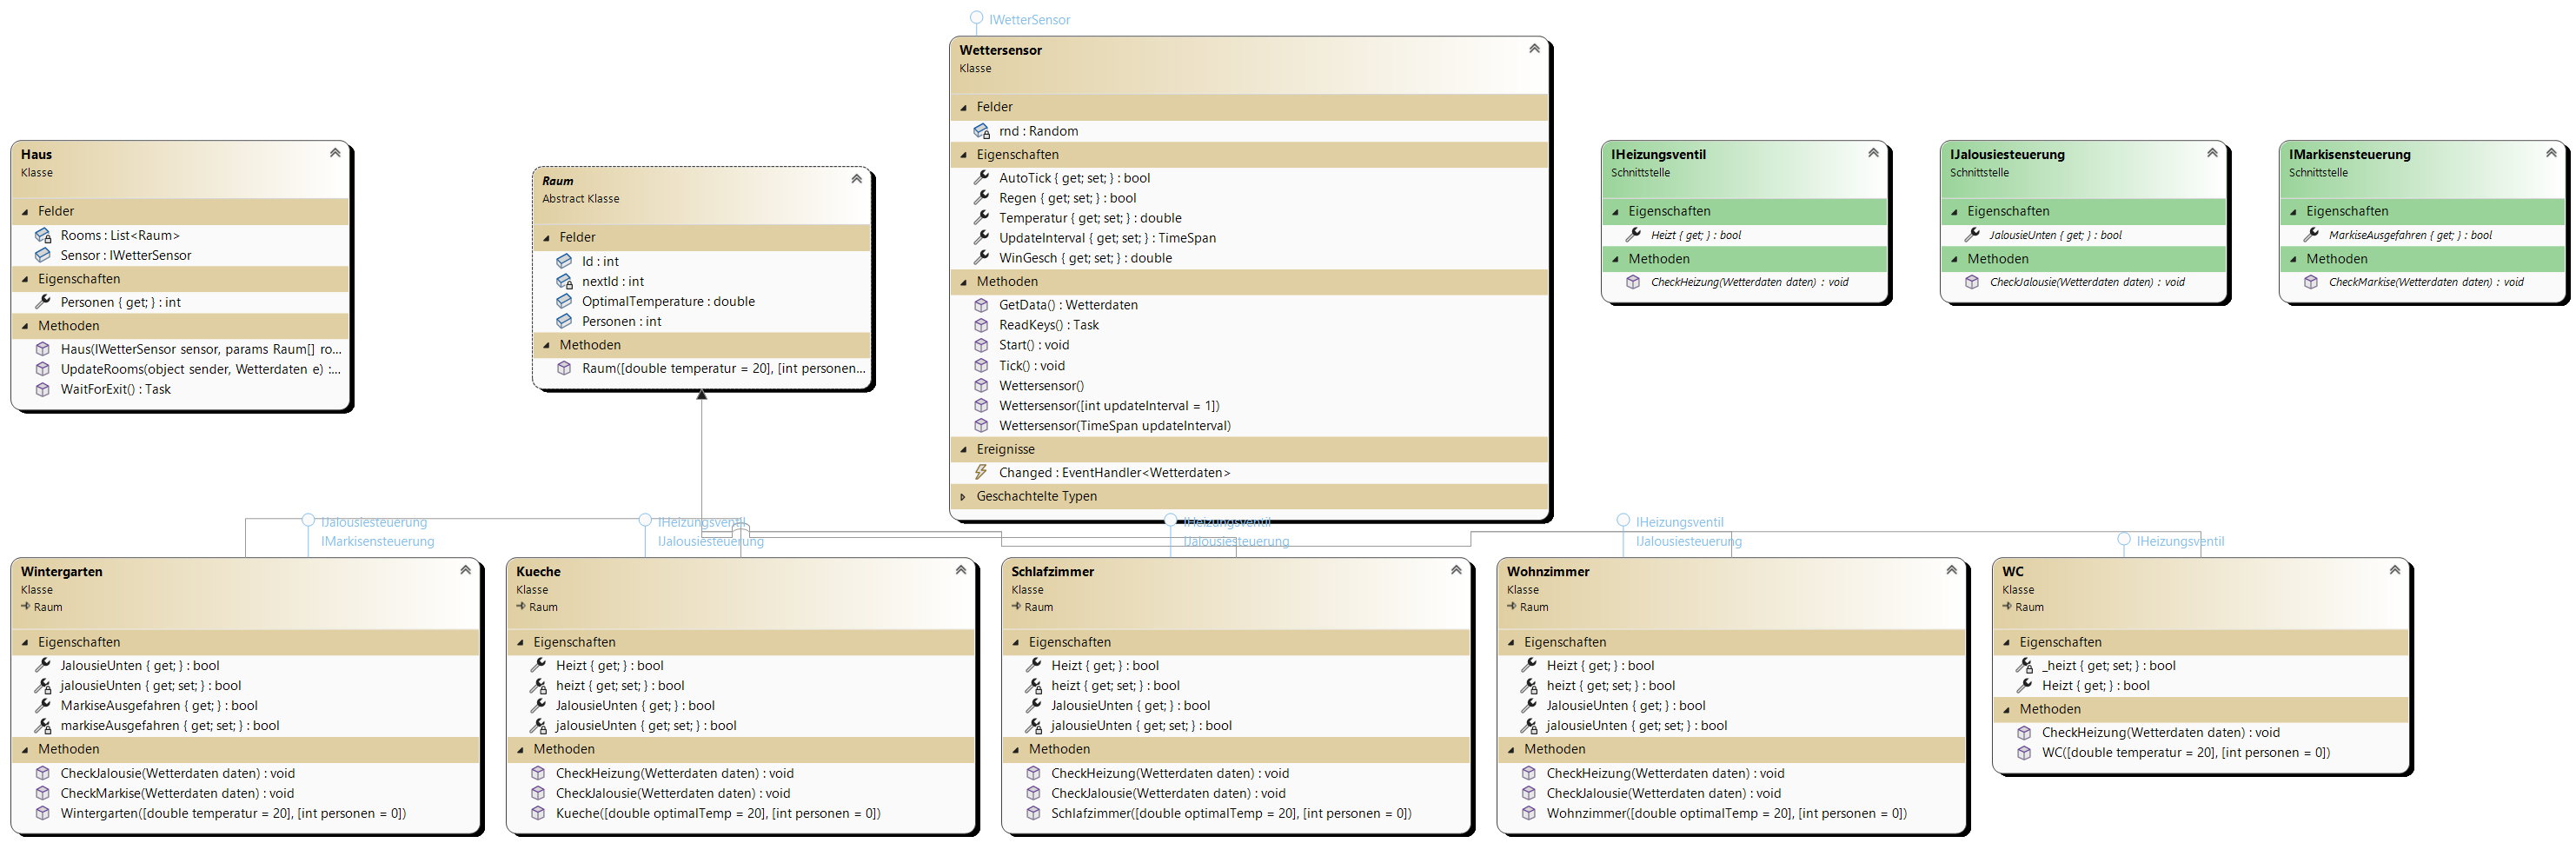 IWetterSensor
Wettersensor
Klasse
Felder
rnd : Random
Eigenschaften
AutoTick { get; set; } : bool
Regen { get; set; } : bool
Temperatur { get; set; } : double
UpdateInterval { get; set; } : TimeSpan
WinGesch { get; set; } : double
Methoden
GetData() : Wetterdaten
ReadKeys() : Task
Start() : void
Tick() : void
Wettersensor()
Wettersensor([int updateInterval = 1])
Wettersensor(TimeSpan updateInterval)
Ereignisse
Changed : EventHandler<Wetterdaten>
Geschachtelte Typen
Haus
Klasse
Felder
Rooms : List<Raum>
Sensor : IWetterSensor
Eigenschaften
Personen { get; } : int
Methoden
Haus(IWetterSensor sensor, params Raum[] ro...
UpdateRooms(object sender, Wetterdaten e) :...
WaitForExit() : Task
Raum
Abstract Klasse
Felder
Id : int
nextId : int
OptimalTemperature : double
Personen : int
Methoden
Raum([double temperatur = 20], [int personen...
IHeizungsventil
Schnittstelle
Eigenschaften
Heizt { get; } : bool
Methoden
CheckHeizung(Wetterdaten daten) : void
IJalousiesteuerung
Schnittstelle
Eigenschaften
JalousieUnten { get; } : bool
Methoden
CheckJalousie(Wetterdaten daten) : void
IMarkisensteuerung
Schnittstelle
Eigenschaften
MarkiseAusgefahren { get; } : bool
Methoden
CheckMarkise(Wetterdaten daten) : void
IJalousiesteuerung
IMarkisensteuerung
Wintergarten
Klasse
Raum
Eigenschaften
JalousieUnten { get; } : bool
jalousieUnten { get; set; } : bool
MarkiseAusgefahren { get; } : bool
markiseAusgefahren { get; set; } : bool
Methoden
CheckJalousie(Wetterdaten daten) : void
CheckMarkise(Wetterdaten daten) : void
Wintergarten([double temperatur = 20], [int personen = 0])
IHeizungsventil
IJalousiesteuerung
Kueche
Klasse
Raum
Eigenschaften
Heizt { get; } : bool
heizt { get; set; } : bool
JalousieUnten { get; } : bool
jalousieUnten { get; set; } : bool
Methoden
CheckHeizung(Wetterdaten daten) : void
CheckJalousie(Wetterdaten daten) : void
Kueche([double optimalTemp = 20], [int personen = 0])
IHeizungsventil
IJalousiesteuerung
Schlafzimmer
Klasse
Raum
Eigenschaften
Heizt { get; } : bool
heizt { get; set; } : bool
JalousieUnten { get; } : bool
jalousieUnten { get; set; } : bool
Methoden
CheckHeizung(Wetterdaten daten) : void
CheckJalousie(Wetterdaten daten) : void
Schlafzimmer([double optimalTemp = 20], [int personen = 0])
IHeizungsventil
IJalousiesteuerung
Wohnzimmer
Klasse
Raum
Eigenschaften
Heizt { get; } : bool
heizt { get; set; } : bool
JalousieUnten { get; } : bool
jalousieUnten { get; set; } : bool
Methoden
CheckHeizung(Wetterdaten daten) : void
CheckJalousie(Wetterdaten daten) : void
Wohnzimmer([double optimalTemp = 20], [int personen = 0])
IHeizungsventil
WC
Klasse
Raum
Eigenschaften
_heizt { get; set; } : bool
Heizt { get; } : bool
Methoden
CheckHeizung(Wetterdaten daten) : void
WC([double temperatur = 20], [int personen = 0])